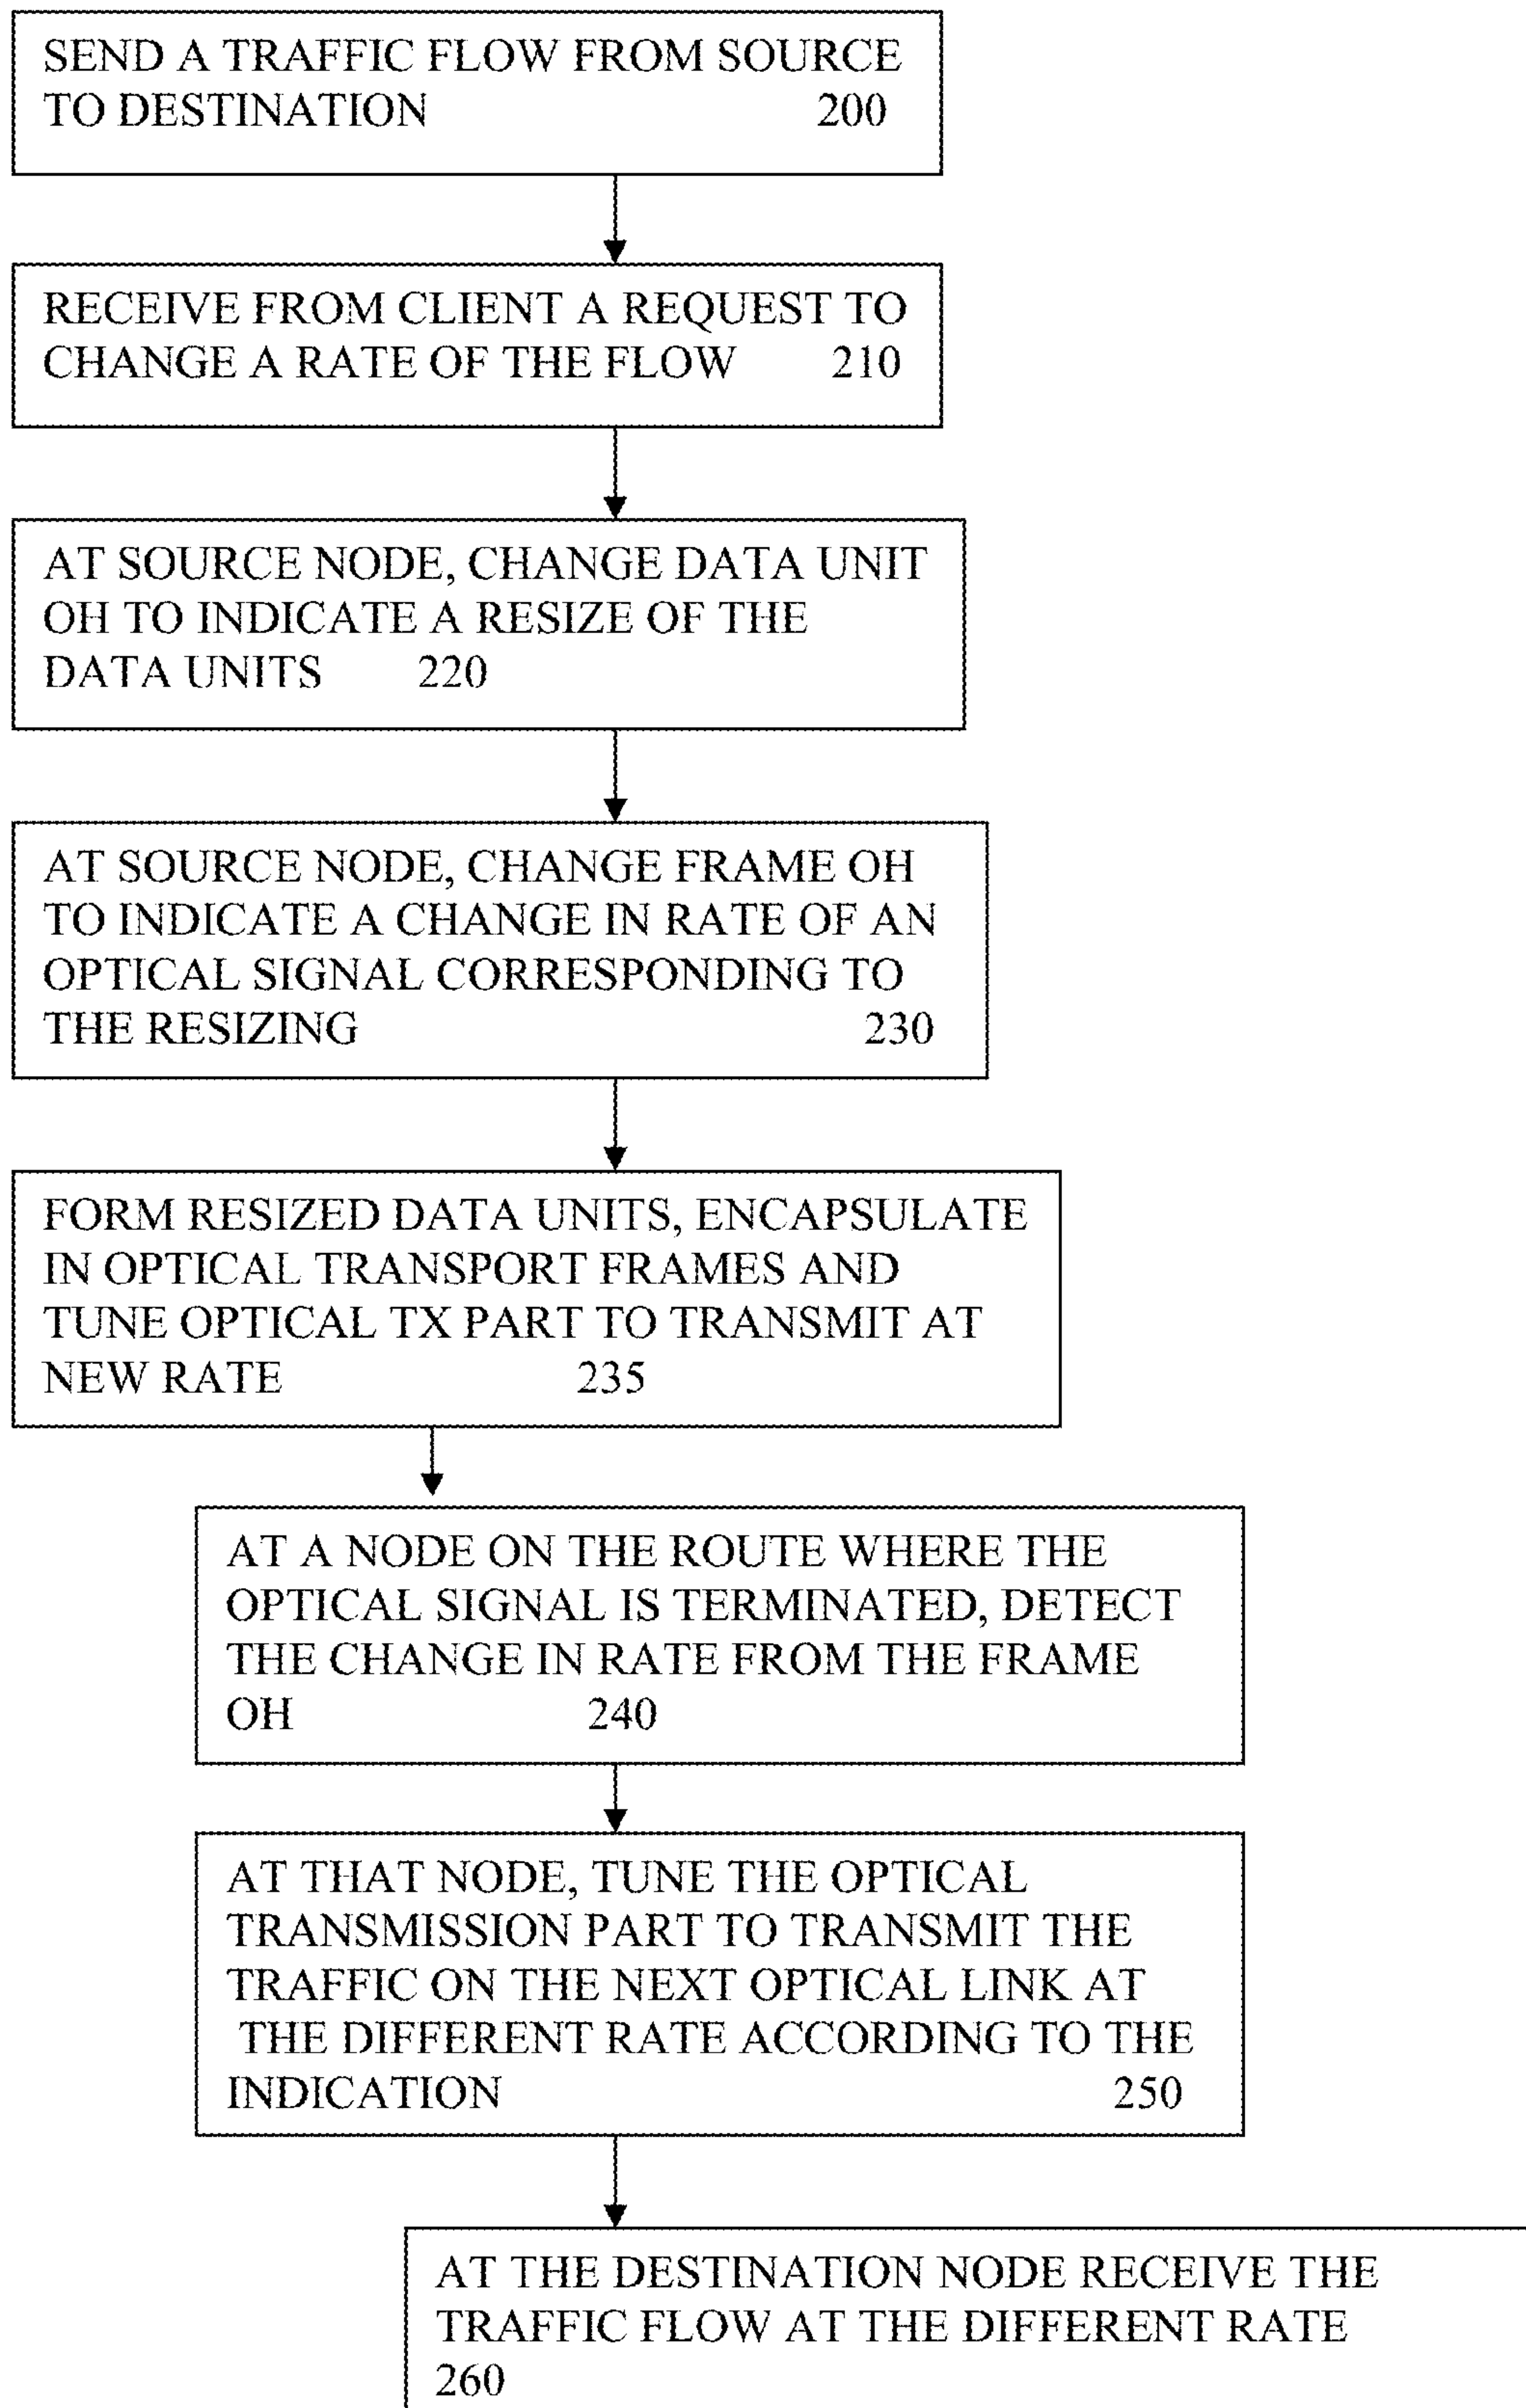 SEND A TRAFFIC FLOW FROM SOURCE
TO DESTINATION 200
RECEIVE FROM CLIENT A REQUEST TO
CHANGE A RATE OF THE FLOW 210
AT SOURCE NODE, CHANGE DATA UNIT
OH TO INDICATE A RESIZE OF THE
DATA UNITS 220
AT SOURCE NODE, CHANGE FRAME OH
TO INDICATE A CHANGE IN RATE OF AN
OPTICAL SIGNAL CORRESPONDING TO
THE RESIZING 230
FORM RESIZED DATA UNITS, ENCAPSULATE
IN OPTICAL TRANSPORT FRAMES AND
TUNE OPTICAL TX PART TO TRANSMIT AT
NEW RATE 235
AT A NODE ON THE ROUTE WHERE THE
OPTICAL SIGNAL IS TERMINATED, DETECT
THE CHANGE IN RATE FROM THE FRAME
OH 240
AT THAT NODE, TUNE THE OPTICAL
TRANSMISSION PART TO TRANSMIT THE
TRAFFIC ON THE NEXT OPTICAL LINK AT
THE DIFFERENT RATE ACCORDING TO THE
INDICATION 250
AT THE DESTINATION NODE RECEIVE THE
TRAFFIC FLOW AT THE DIFFERENT RATE
260